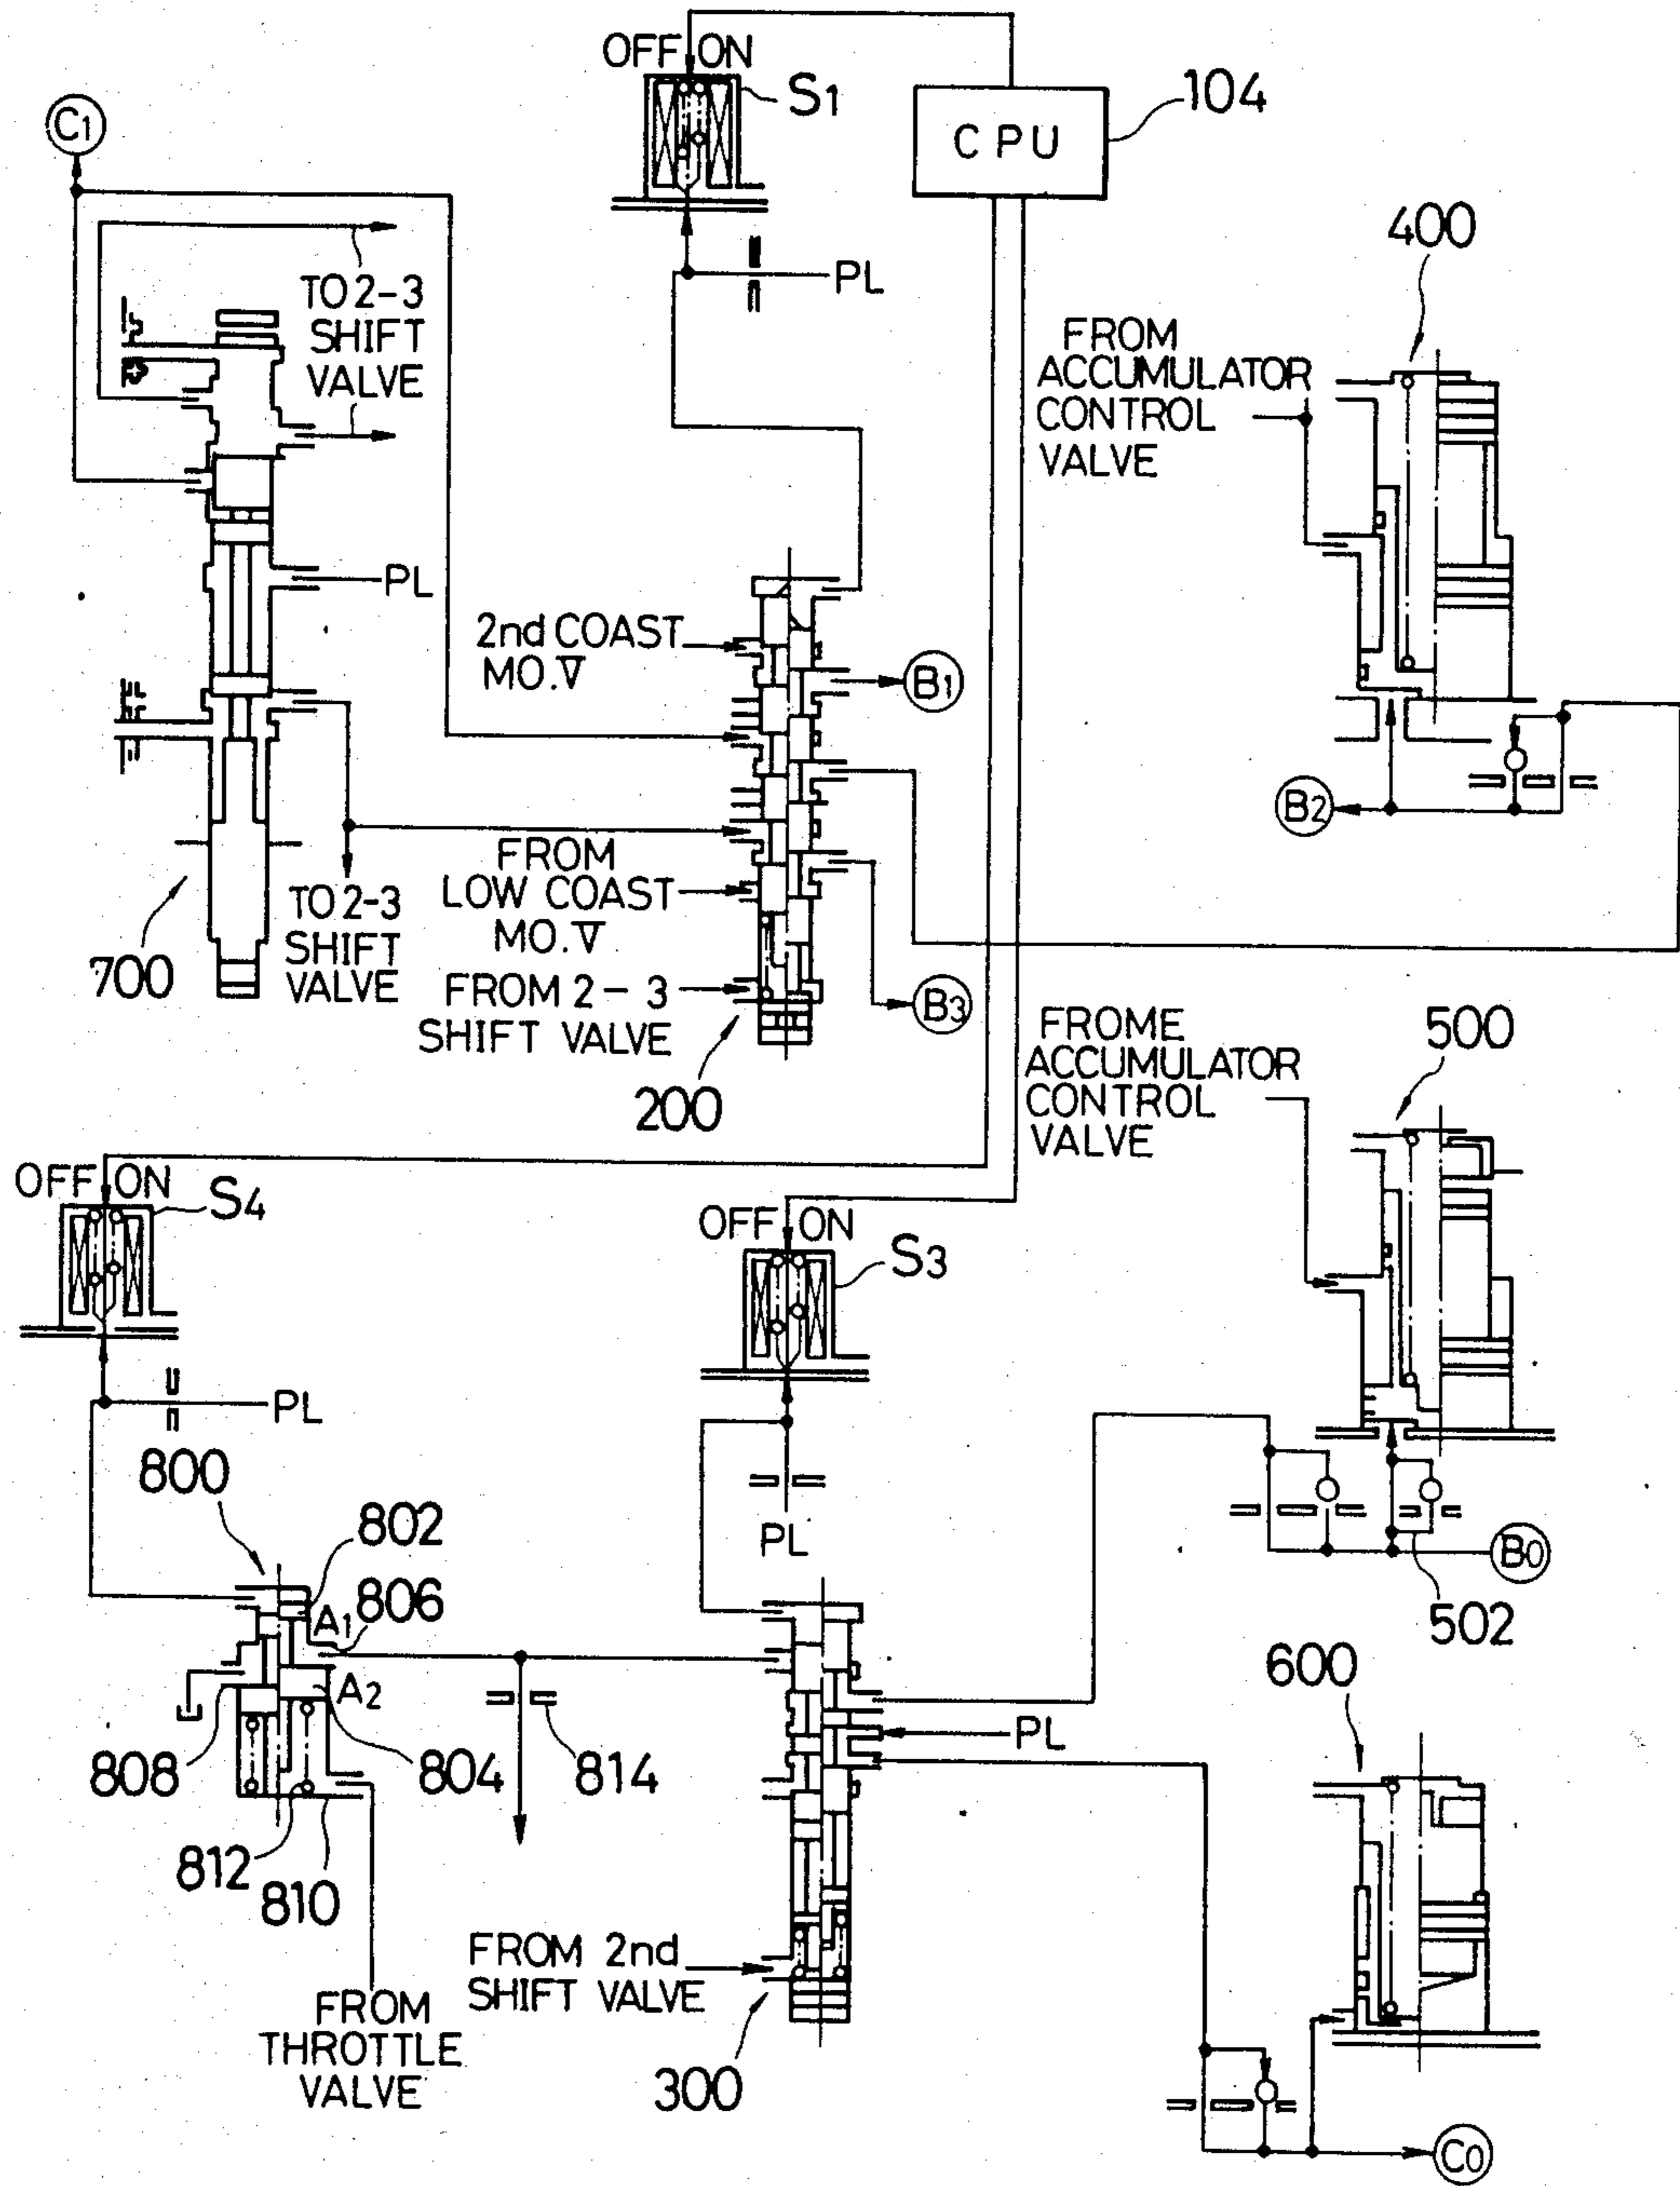 OFF ON
S1
CPU
104
C1
TO 2-3
SHIFT
VALVE
PL
400
FROM
ACCUMULATOR
CONTROL
VALVE
PL
2nd COAST
MO.V
B1
B2
FROM
LOW COAST
MO.V
TO 2-3
SHIFT
VALVE
700
FROM 2-3
SHIFT VALVE
B3
200
FROME
ACCUMULATOR
CONTROL
VALVE
500
OFF ON
S4
OFF ON
S3
PL
800
802
PL
B0
A1
806
502
600
A2
PL
808
804
814
812
810
FROM 2nd
SHIFT VALVE
FROM
THROTTLE
VALVE
300
C0